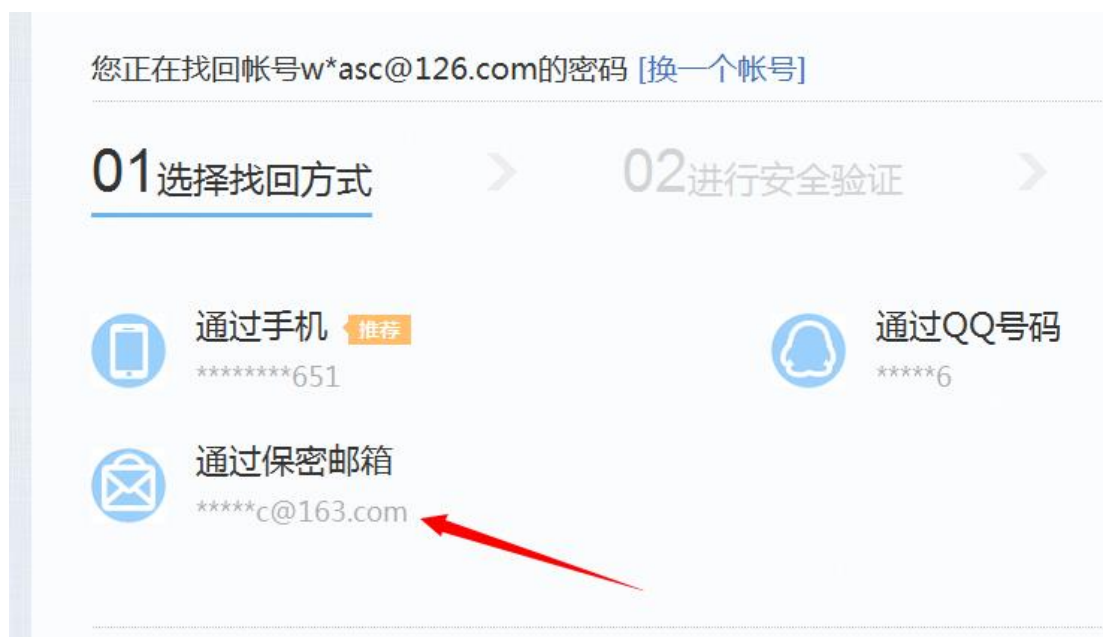 您正在找回帐号w*asc@126.com的密码 [换一个帐号]
01选择找回方式 02进行安全验证
通过手机 推荐
********651
通过QQ号码
*****6
通过保密邮箱
*****c@163.com